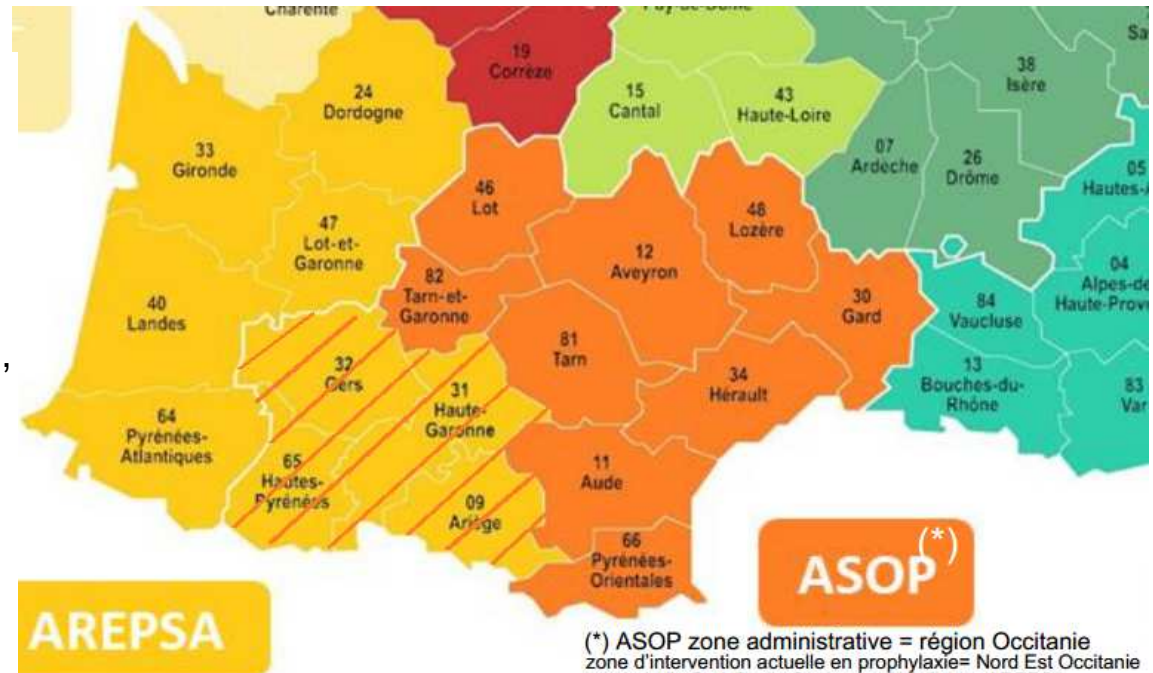 Charente
19
Corrèze
38
Isère
24
Dordogne
15
Cantal
43
Haute-Loire
33
Gironde
07
Ardèche
26
Drôme
05
Hautes-A
46
Lot
48
Lozère
47
Lot-et-
Garonne
12
Aveyron
82
Tarn-et-
Garonne
30
Gard
84
Vaucluse
04
Alpes-de
Haute-Prove
40
Landes
81
Tarn
,
32
Gers
31
Haute-
Garonne
34
Hérault
13
Bouches-du-
Rhône
83
Var
64
Pyrénées-
Atlantiques
65
Hautes-
Pyrénées
11
Aude
09
Ariège
66
Pyrénées-
Orientales
ASOP(*)
AREPSA
(*) ASOP zone administrative = région Occitanie
zone d'intervention actuelle en prophylaxie= Nord Est Occitanie